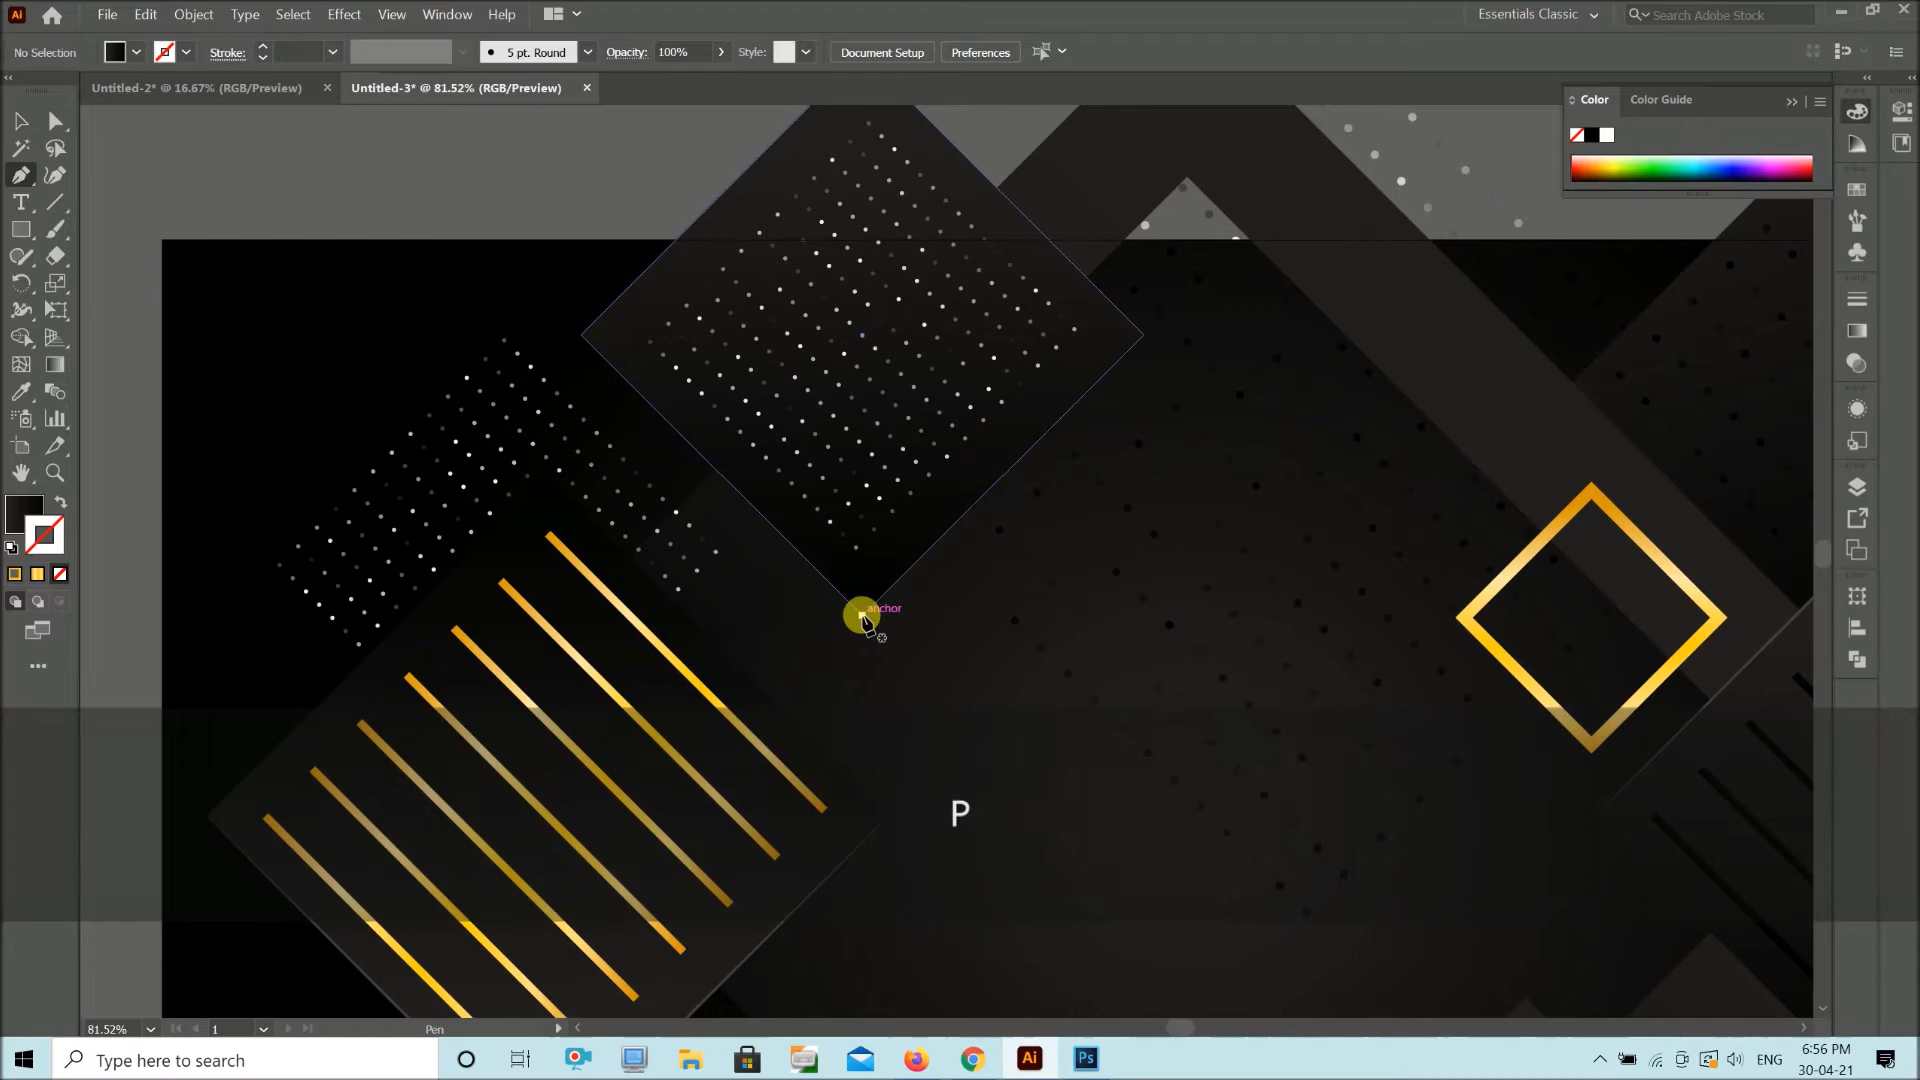 Ai File Edit Object Type Select Effect View Window Help Essentials Classic Search Adobe Stock
No Selection Stroke: 5 pt. Round Opacity: 100% Style: Document Setup Preferences
Untitled-2* @ 16.67% (RGB/Preview) × Untitled-3* @ 81.52% (RGB/Preview) ×
Color Color Guide
anchor
P
81.52% 1 Pen
Type here to search Ai Ps ENG 6:56 PM
30-04-21